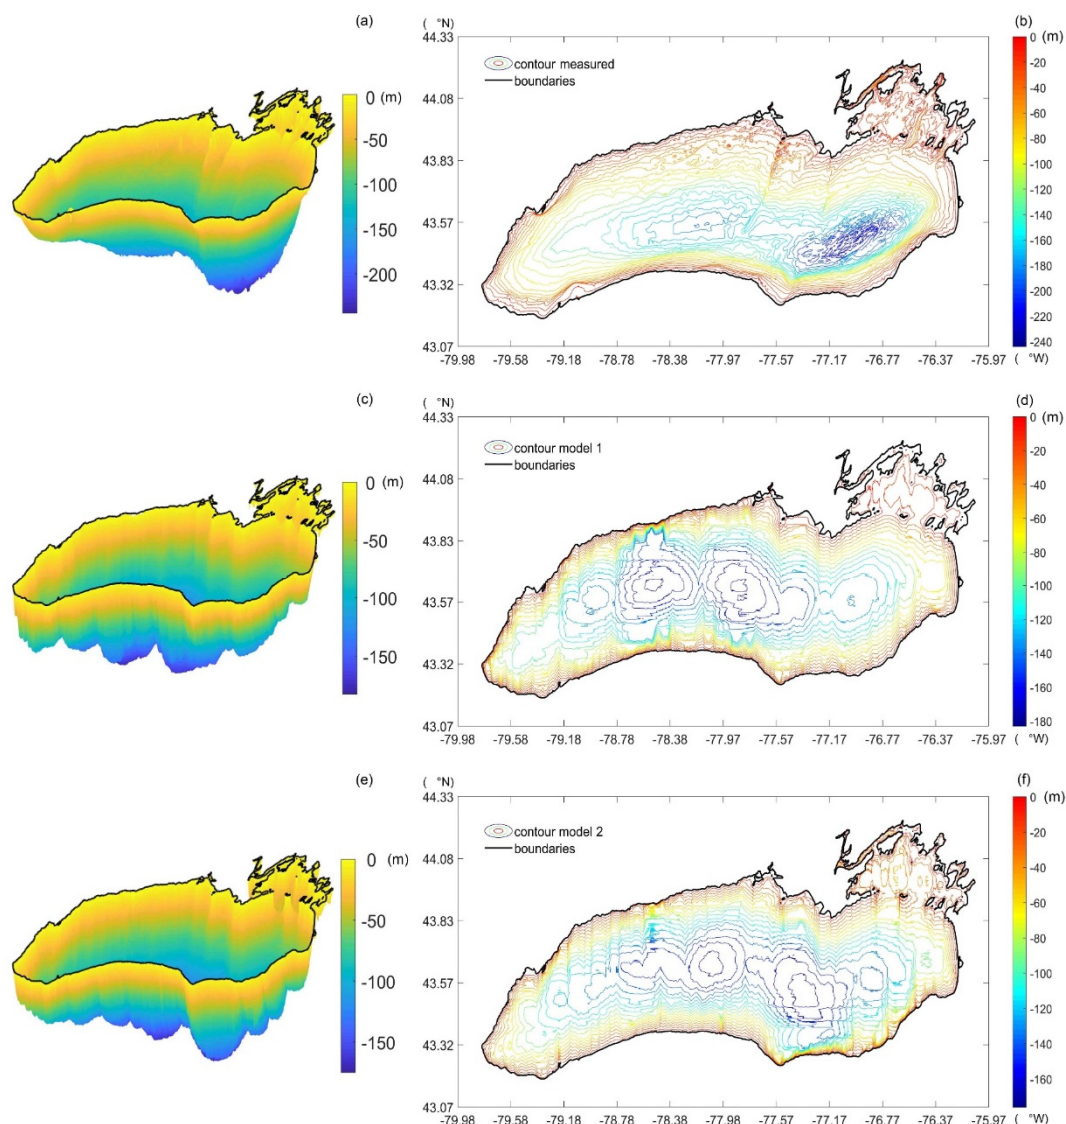 (a)
0 (m)
-50
-100
-150
-200
( °N)
(b)
44.33
44.08
43.83
43.57
43.32
43.07
contour measured
boundaries
-79.98 -79.58 -79.18 -78.78 -78.38 -77.98 -77.57 -77.17 -76.77 -76.37 -75.97
( °W)
0 (m)
-20
-40
-60
-80
-100
-120
-140
-160
-180
-200
-220
-240
(c)
0 (m)
-50
-100
-150
( °N)
(d)
44.33
44.08
43.83
43.57
43.32
43.07
contour model 1
boundaries
-79.98 -79.58 -79.18 -78.78 -78.38 -77.98 -77.57 -77.17 -76.77 -76.37 -75.97
( °W)
0 (m)
-20
-40
-60
-80
-100
-120
-140
-160
-180
(e)
0 (m)
-50
-100
-150
( °N)
(f)
44.33
44.08
43.83
43.57
43.32
43.07
contour model 2
boundaries
-79.98 -79.58 -79.18 -78.78 -78.38 -77.98 -77.57 -77.17 -76.77 -76.37 -75.97
( °W)
0 (m)
-20
-40
-60
-80
-100
-120
-140
-160